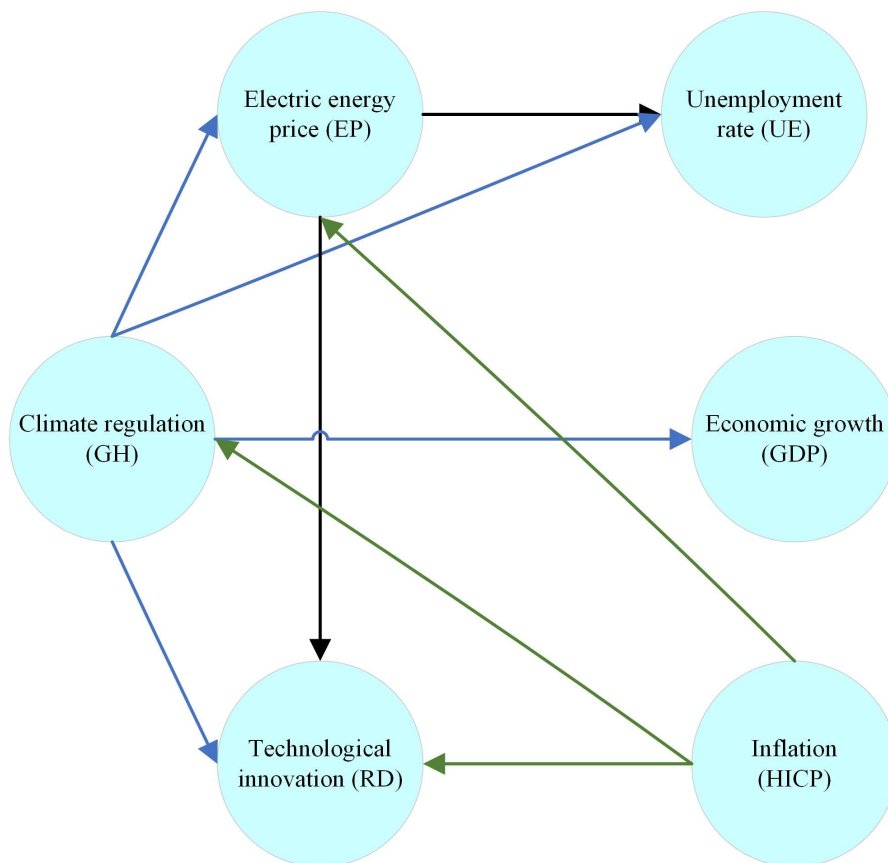 Electric energy
price (EP)
Unemployment
rate (UE)
Climate regulation
(GH)
Economic growth
(GDP)
Technological
innovation (RD)
Inflation
(HICP)